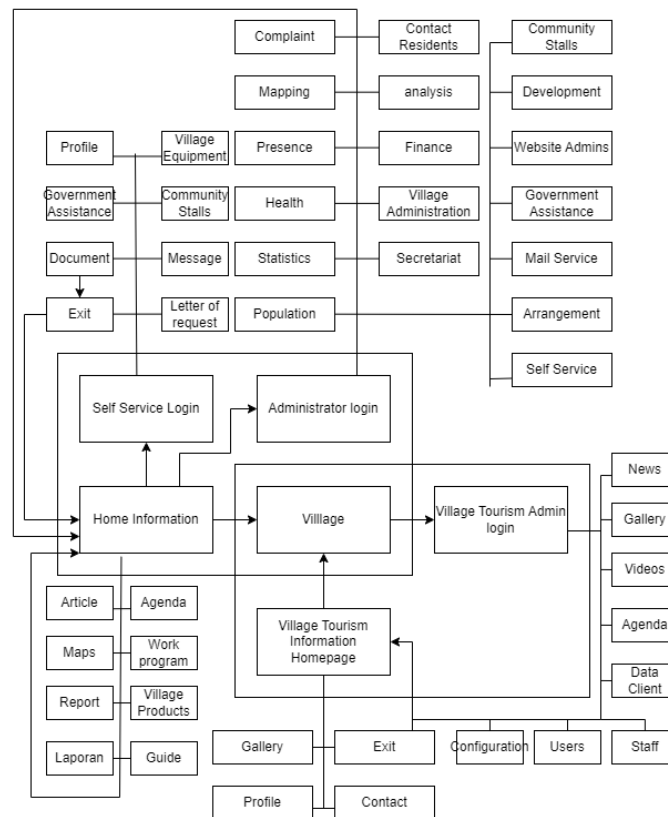 Complaint
Contact
Residents
Community
Stalls
Mapping
analysis
Development
Profile
Village
Equipment
Presence
Finance
Website Admins
Government
Assistance
Community
Stalls
Health
Village
Administration
Government
Assistance
Document
Message
Statistics
Secretariat
Mail Service
Exit
Letter of
request
Population
Arrangement
Self Service
Self Service Login
Administrator login
News
Home Information
Villlage
Village Tourism Admin
login
Gallery
Videos
Article
Agenda
Village Tourism
Information
Homepage
Agenda
Maps
Work
program
Data
Client
Report
Village
Products
Laporan
Guide
Gallery
Exit
Configuration
Users
Staff
Profile
Contact